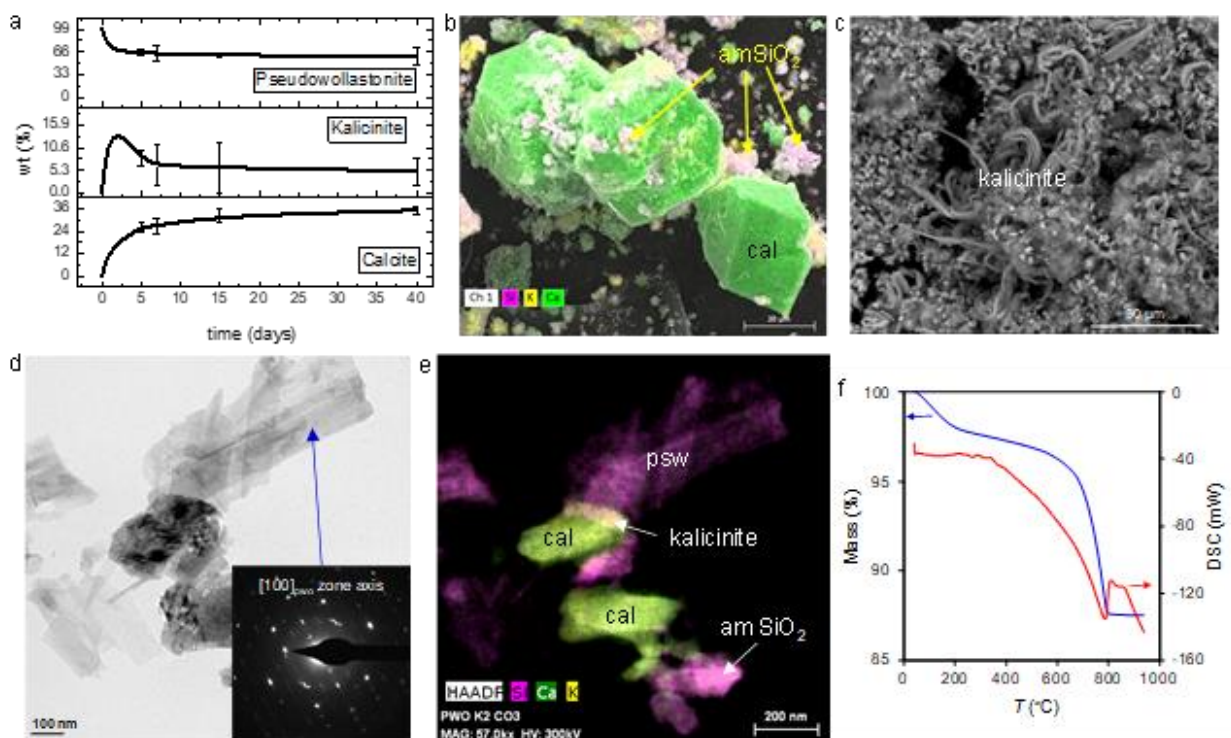 a
99
66
33
0
Pseudowollastonite
15.9
10.6
5.3
0.0
Kalicinite
36
24
12
0
Calcite
wt (%)
0 5 10 15 20 25 30 35 40
time (days)
b
amSiO2
cal
Ch 1 Si K Ca
c
kalicinite
d
[100]
zone axis
100 nm
e
psw
cal
kalicinite
cal
am SiO2
HAADF Si Ca K
PWO K2 CO3
MAG: 57.0kx HV: 300kV
200 nm
f
100
95
90
85
Mass (%)
0
-40
-80
-120
-160
DSC (mW)
0 200 400 600 800 1000
T (°C)